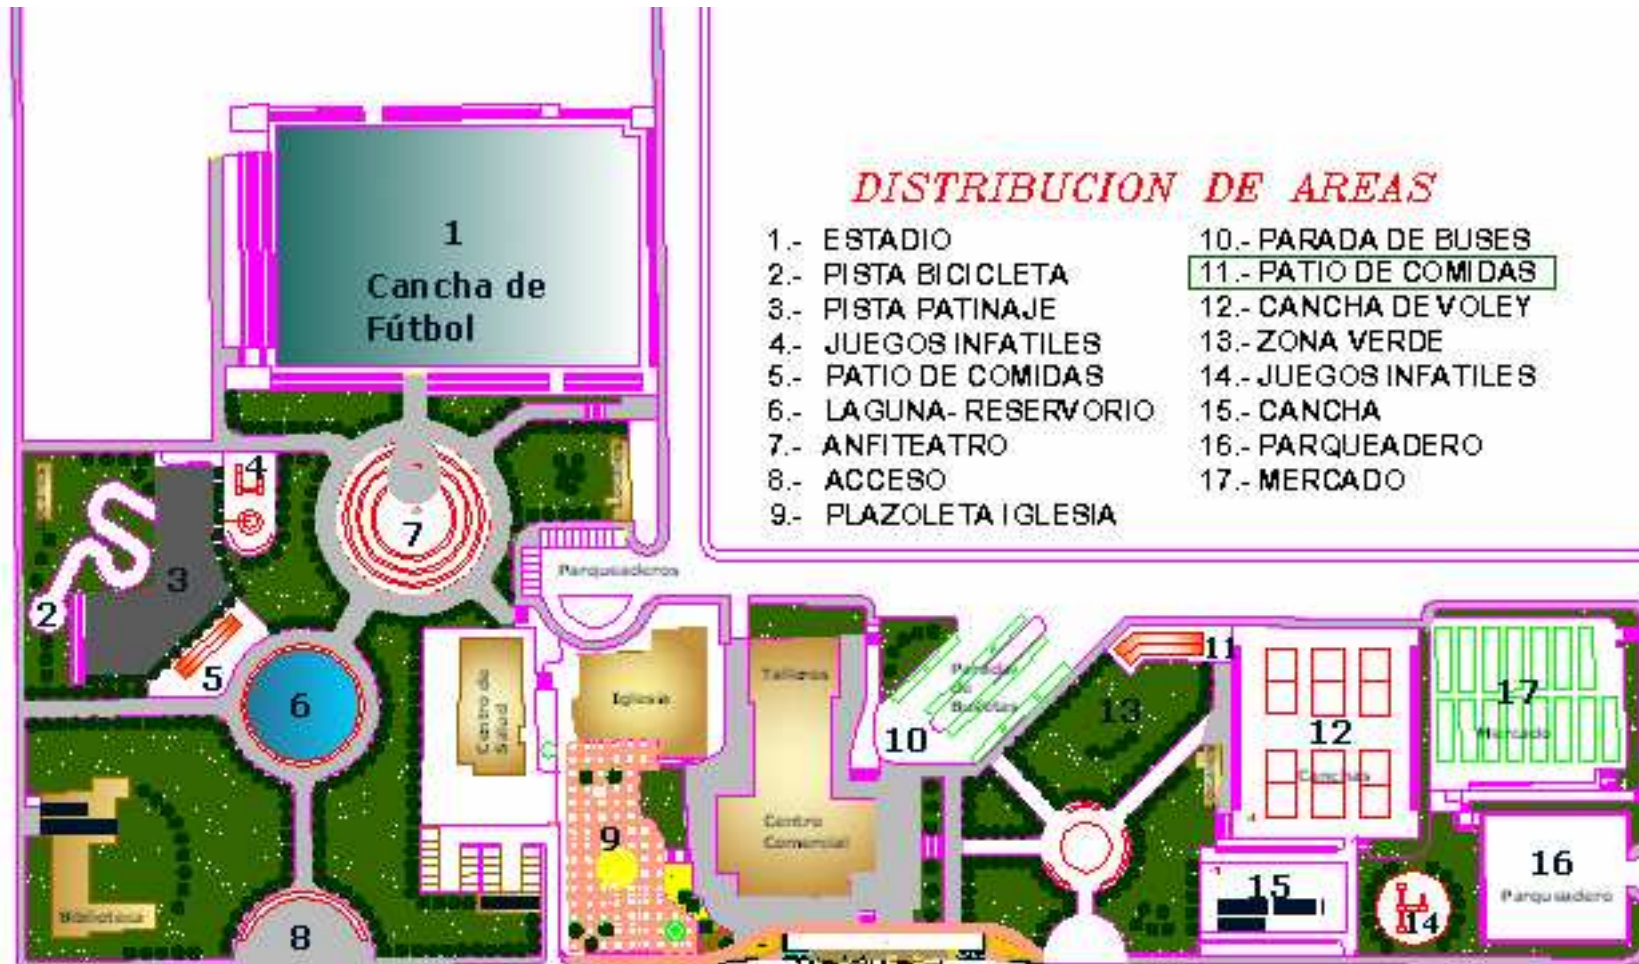 DISTRIBUCION DE AREAS
1.- ESTADIO
2.- PISTA BICICLETA
3.- PISTA PATINAJE
4.- JUEGOS INFATILES
5.- PATIO DE COMIDAS
6.- LAGUNA- RESERVORIO
7.- ANFITEATRO
8.- ACCESO
9.- PLAZOLETA IGLESIA
10.- PARADA DE BUSES
11.- PATIO DE COMIDAS
12.- CANCHA DE VOLEY
13.- ZONA VERDE
14.- JUEGOS INFATILES
15.- CANCHA
16.- PARQUEADERO
17.- MERCADO
1
Cancha de
Fútbol
4
7
3
2
5
6
8
Parqueaderos
Centro de
Salud
Iglesia
Talleres
Centro
Comercial
Biblioteca
9
10
11
13
12
Canchas
17
Mercado
15
14
16
Parqueadero